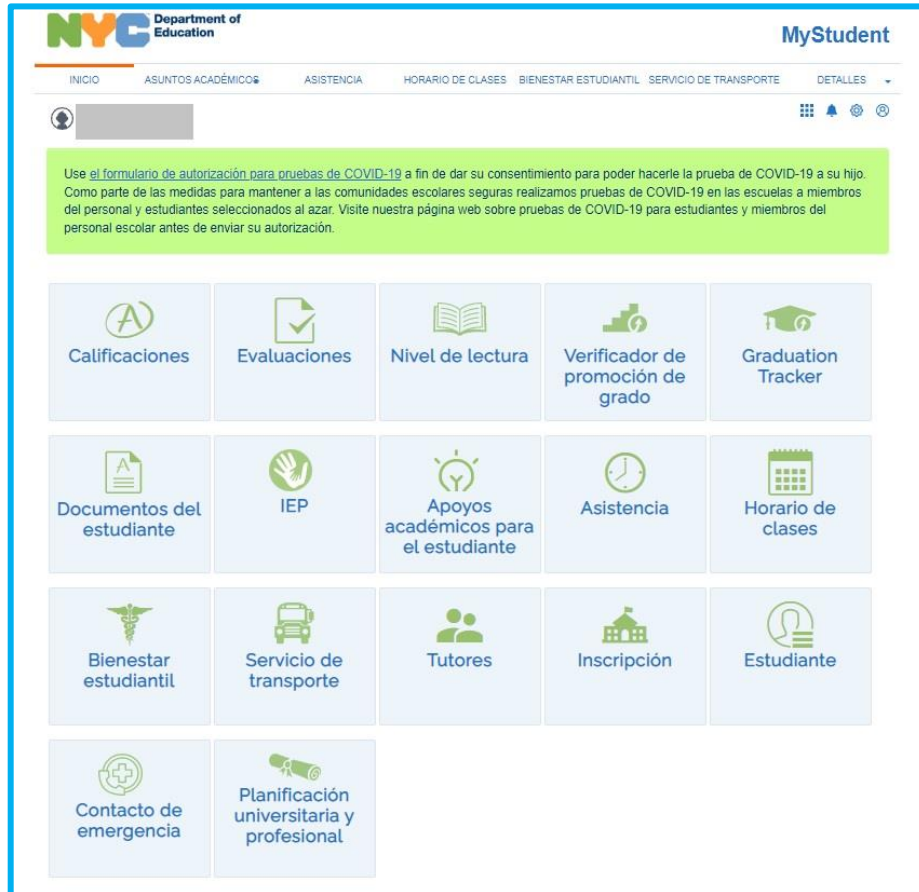 NYC Department of
Education
MyStudent
INICIO ASUNTOS ACADÉMICOS ASISTENCIA HORARIO DE CLASES BIENESTAR ESTUDIANTIL SERVICIO DE TRANSPORTE DETALLES
Use el formulario de autorización para pruebas de COVID-19 a fin de dar su consentimiento para poder hacerle la prueba de COVID-19 a su hijo.
Como parte de las medidas para mantener a las comunidades escolares seguras realizamos pruebas de COVID-19 en las escuelas a miembros
del personal y estudiantes seleccionados al azar. Visite nuestra página web sobre pruebas de COVID-19 para estudiantes y miembros del
personal escolar antes de enviar su autorización.
Calificaciones
Evaluaciones
Nivel de lectura
Verificador de
promoción de
grado
Graduation
Tracker
Documentos del
estudiante
IEP
Apoyos
académicos para
el estudiante
Asistencia
Horario de
clases
Bienestar
estudiantil
Servicio de
transporte
Tutores
Inscripción
Estudiante
Contacto de
emergencia
Planificación
universitaria y
profesional